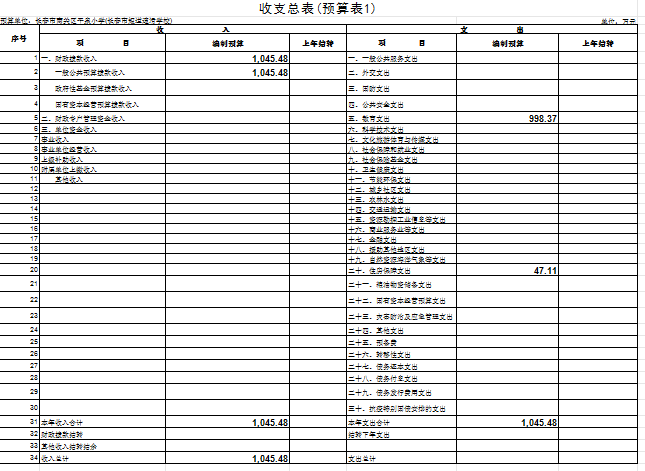 收支总表(预算表1)
单位：万元
收 入 支 出
序号 项 目 编制预算 上年结转 项 目 编制预算 上年结转
1 一、财政拨款收入 1,045.48 一、一般公共服务支出
2 一般公共预算拨款收入 1,045.48 二、外交支出
3 政府性基金预算拨款收入 三、国防支出
4 国有资本经营预算拨款收入 四、公共安全支出
5 二、财政专户管理资金收入 五、教育支出 998.37
6 三、单位资金收入 六、科学技术支出
7 事业收入 七、文化旅游体育与传媒支出
8 事业单位经营收入 八、社会保障和就业支出
9 上级补助收入 九、社会保险基金支出
10 附属单位上缴收入 十、卫生健康支出
11 其他收入 十一、节能环保支出
12 十二、城乡社区支出
13 十三、农林水支出
14 十四、交通运输支出
15 十五、资源勘探工业信息等支出
16 十六、商业服务业等支出
17 十七、金融支出
18 十八、援助其他地区支出
19 十九、自然资源海洋气象等支出
20 二十、住房保障支出 47.11
21 二十一、粮油物资储备支出
22 二十二、国有资本经营预算支出
23 二十三、灾害防治及应急管理支出
24 二十四、其他支出
25 二十五、预备费
26 二十六、转移性支出
27 二十七、债务还本支出
28 二十八、债务付息支出
29 二十九、债务发行费用支出
30 三十、抗疫特别国债安排的支出
31 本年收入合计 1,045.48 本年支出合计 1,045.48
32 财政拨款结转 结转下年支出
33 其他收入结转结余
34 收入总计 1,045.48 支出总计